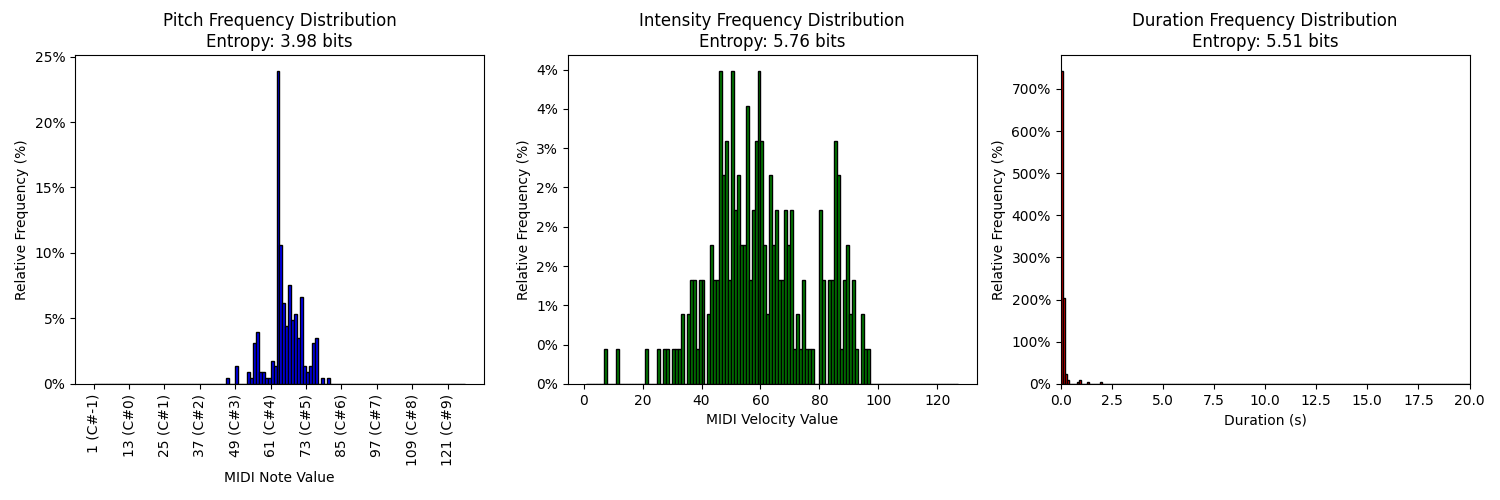 Pitch Frequency Distribution
Entropy: 3.98 bits
25%
20%
15%
10%
5%
0%
Relative Frequency (%)
1 (C#-1)
13 (C#0)
25 (C#1)
37 (C#2)
49 (C#3)
61 (C#4)
73 (C#5)
85 (C#6)
97 (C#7)
109 (C#8)
121 (C#9)
MIDI Note Value
Intensity Frequency Distribution
Entropy: 5.76 bits
4%
4%
3%
2%
2%
2%
1%
0%
0%
Relative Frequency (%)
0 20 40 60 80 100 120
MIDI Velocity Value
Duration Frequency Distribution
Entropy: 5.51 bits
700%
600%
500%
400%
300%
200%
100%
0%
Relative Frequency (%)
0.0 2.5 5.0 7.5 10.0 12.5 15.0 17.5 20.0
Duration (s)